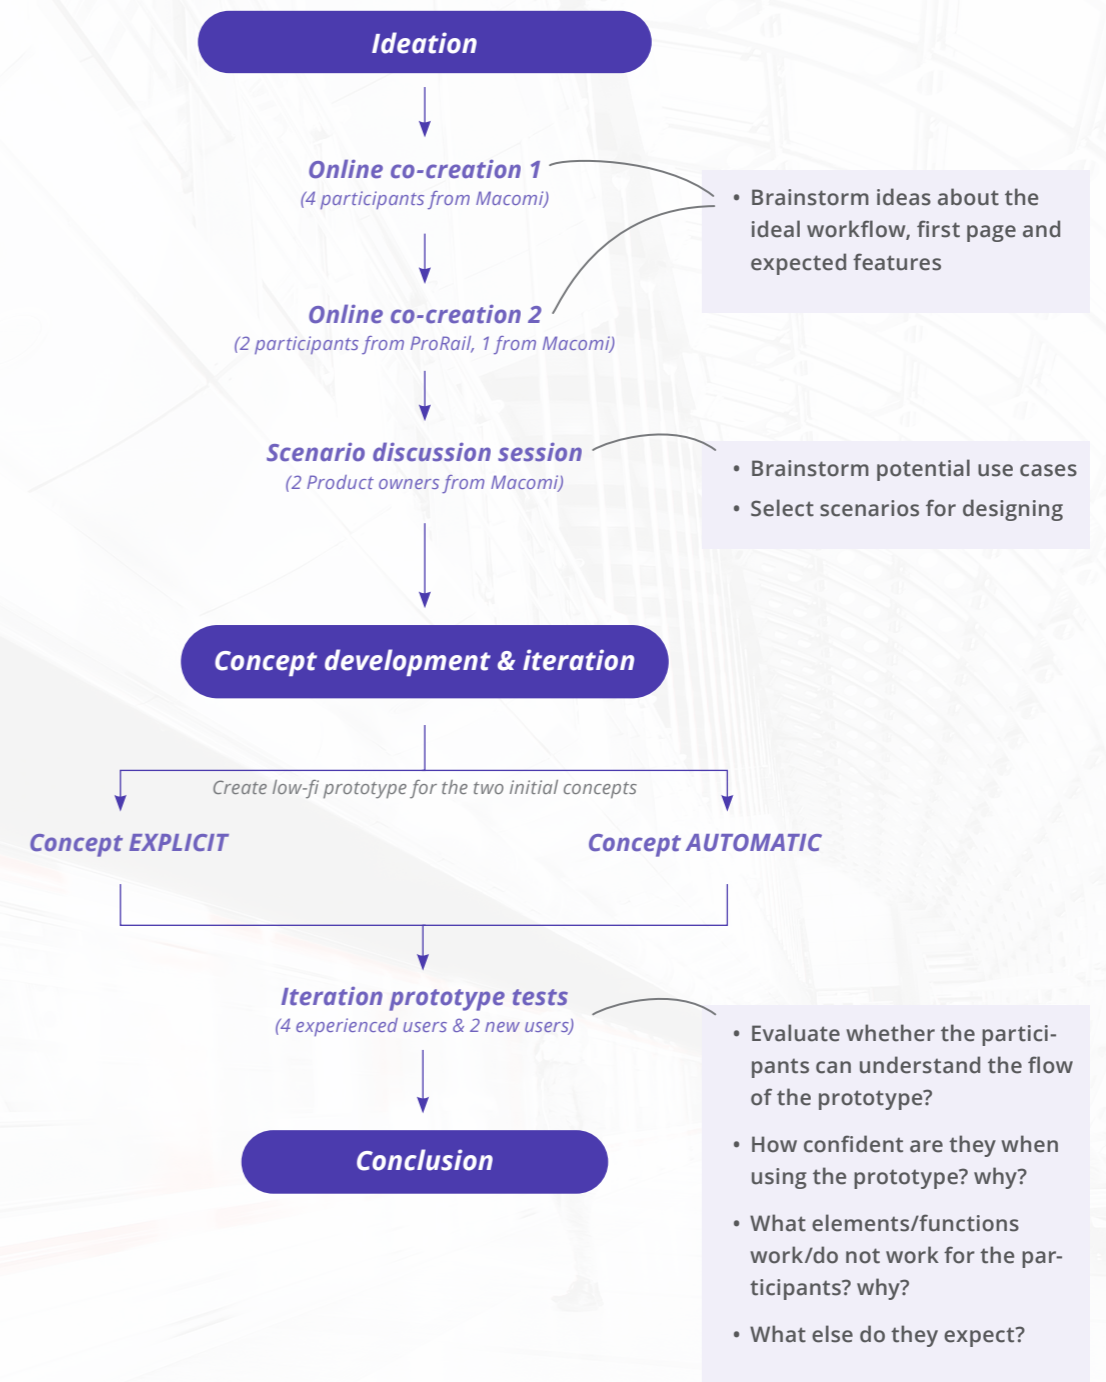 Ideation
Online co-creation 1
(4 participants from Macomi)
• Brainstorm ideas about the
ideal workflow, first page and
expected features
Online co-creation 2
(2 participants from ProRail, 1 from Macomi)
Scenario discussion session
(2 Product owners from Macomi)
• Brainstorm potential use cases
• Select scenarios for designing
Concept development & iteration
Create low-fi prototype for the two initial concepts
Concept EXPLICIT
Concept AUTOMATIC
Iteration prototype tests
(4 experienced users & 2 new users)
• Evaluate whether the partici-
pants can understand the flow
of the prototype?
• How confident are they when
using the prototype? why?
• What elements/functions
work/do not work for the par-
ticipants? why?
• What else do they expect?
Conclusion